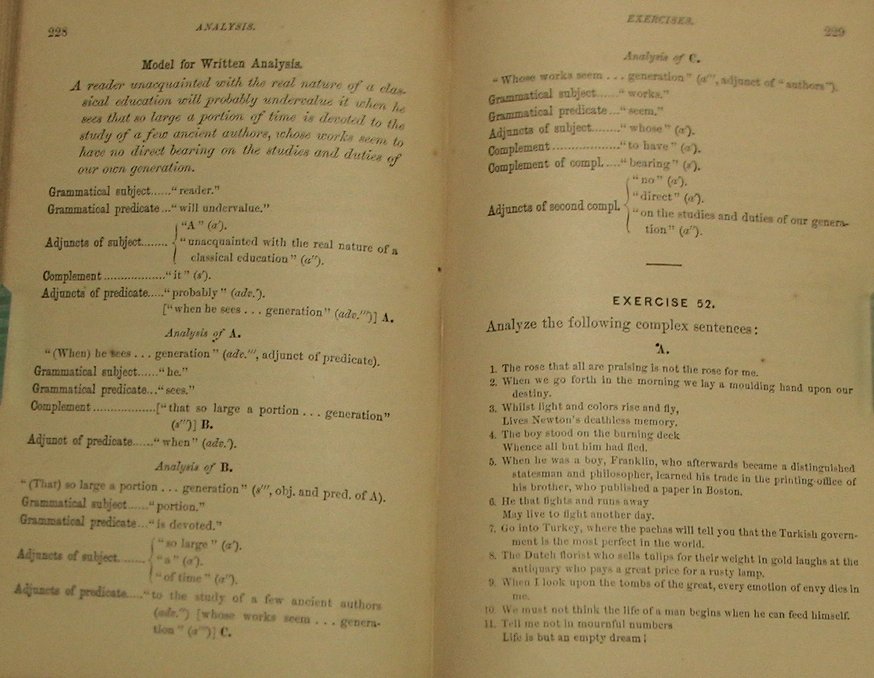 228
ANALYSIS.
Model for Written Analysis.
A reader unacquainted with the real nature of a clas-
sical education will probably undervalue it when he
sees that so large a portion of time is devoted to the
study of a few ancient authors, whose works seem to
have no direct bearing on the studies and duties of
our own generation.
Grammatical subject......"reader."
Grammatical predicate..."will undervalue."
"A" (a').
Adjuncts of subject........ "unacquainted with the real nature of a
classical education" (a'').
Complement...................."it" (s').
Adjuncts of predicate....."probably" (adv.').
["when he sees . . . generation" (adv.''')] A.
Analysis of A.
"(When) he sees . . . generation" (adv.''', adjunct of predicate).
Grammatical subject......"he."
Grammatical predicate..."sees."
Complement....................["that so large a portion . . . generation"
(s''')] B.
Adjunct of predicate......"when" (adv.').
Analysis of B.
"(That) so large a portion . . . generation" (s''', obj. and pred. of A).
Grammatical subject......"portion."
Grammatical predicate..."is devoted."
"so large" (a').
Adjuncts of subject........ "a" (a').
"of time" (a'').
Adjuncts of predicate....."to the study of a few ancient authors
(adv.'') [whose works seem . . . genera-
tion" (a''')] C.
EXERCISES.
229
Analysis of C.
"Whose works seem . . . generation" (a''', adjunct of "authors").
Grammatical subject......"works."
Grammatical predicate..."seem."
Adjuncts of subject........"whose" (a').
Complement...................."to have" (a').
Complement of compl....."bearing" (s').
"no" (a').
"direct" (a').
Adjuncts of second compl. "on the studies and duties of our genera-
tion" (a'').
EXERCISE 52.
Analyze the following complex sentences:
A.
1. The rose that all are praising is not the rose for me.
2. When we go forth in the morning we lay a moulding hand upon our
destiny.
3. Whilst light and colors rise and fly,
Lives Newton's deathless memory.
4. The boy stood on the burning deck
Whence all but him had fled.
5. When he was a boy, Franklin, who afterwards became a distinguished
statesman and philosopher, learned his trade in the printing-office of
his brother, who published a paper in Boston.
6. He that fights and runs away
May live to fight another day.
7. Go into Turkey, where the pachas will tell you that the Turkish govern-
ment is the most perfect in the world.
8. The Dutch florist who sells tulips for their weight in gold laughs at the
antiquary who pays a great price for a rusty lamp.
9. When I look upon the tombs of the great, every emotion of envy dies in
me.
10. We must not think the life of a man begins when he can feed himself.
11. Tell me not in mournful numbers
Life is but an empty dream!